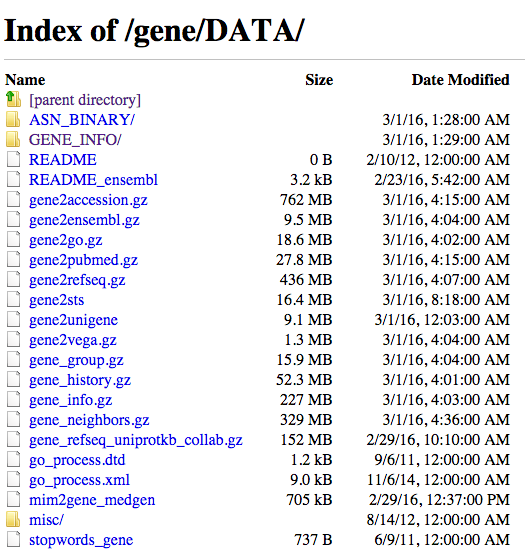 Index of /gene/DATA/
Name Size Date Modified
[parent directory]
ASN_BINARY/ 3/1/16, 1:28:00 AM
GENE_INFO/ 3/1/16, 1:29:00 AM
README 0 B 2/10/12, 12:00:00 AM
README_ensembl 3.2 kB 2/23/16, 5:42:00 AM
gene2accession.gz 762 MB 3/1/16, 4:15:00 AM
gene2ensembl.gz 9.5 MB 3/1/16, 4:04:00 AM
gene2go.gz 18.6 MB 3/1/16, 4:02:00 AM
gene2pubmed.gz 27.8 MB 3/1/16, 4:15:00 AM
gene2refseq.gz 436 MB 3/1/16, 4:07:00 AM
gene2sts 16.4 MB 3/1/16, 8:18:00 AM
gene2unigene 9.1 MB 3/1/16, 12:03:00 AM
gene2vega.gz 1.3 MB 3/1/16, 4:04:00 AM
gene_group.gz 15.9 MB 3/1/16, 4:04:00 AM
gene_history.gz 52.3 MB 3/1/16, 4:01:00 AM
gene_info.gz 227 MB 3/1/16, 4:03:00 AM
gene_neighbors.gz 329 MB 3/1/16, 4:36:00 AM
gene_refseq_uniprotkb_collab.gz 152 MB 2/29/16, 10:10:00 AM
go_process.dtd 1.2 kB 9/6/11, 12:00:00 AM
go_process.xml 9.0 kB 11/6/14, 12:00:00 AM
mim2gene_medgen 705 kB 2/29/16, 12:37:00 PM
misc/ 8/14/12, 12:00:00 AM
stopwords_gene 737 B 6/9/11, 12:00:00 AM